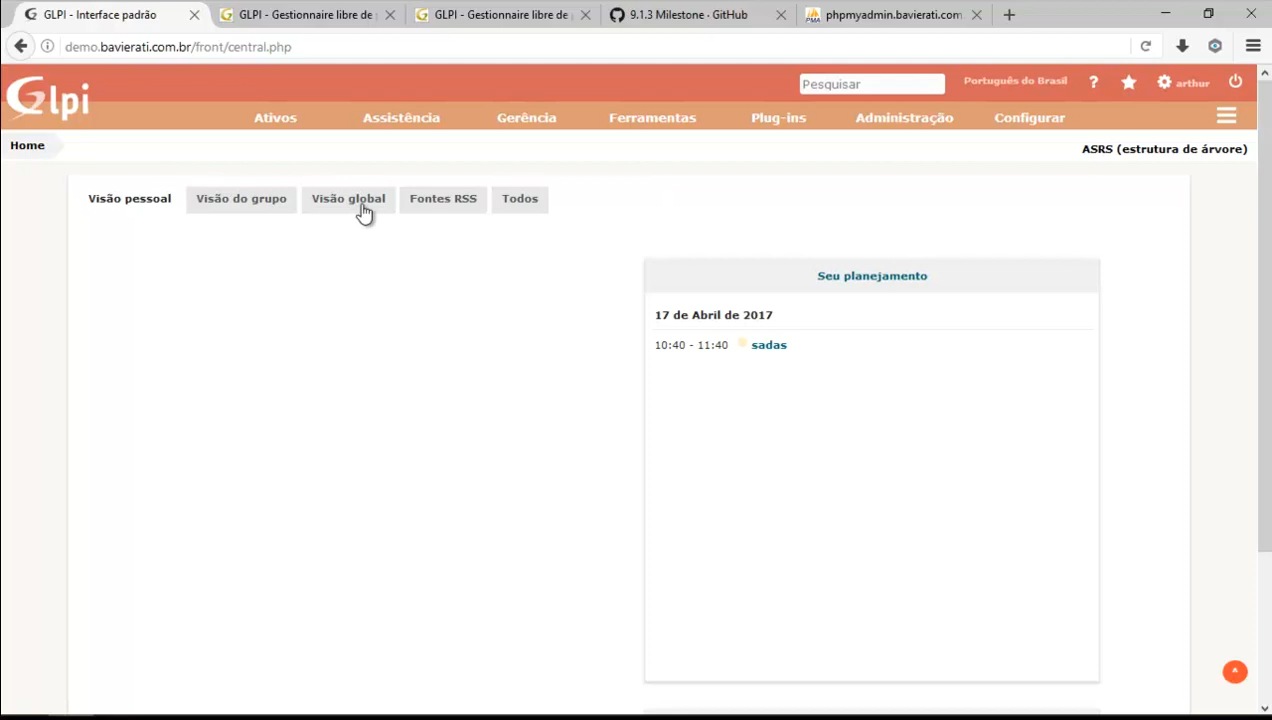 GLPI - Interface padrão
GLPI - Gestionnaire libre de
GLPI - Gestionnaire libre de
9.1.3 Milestone · GitHub
phpmyadmin.bavierati.com
demo.bavierati.com.br/front/central.php
Glpi
Pesquisar
Português do Brasil
?
arthur
Ativos
Assistência
Gerência
Ferramentas
Plug-ins
Administração
Configurar
Home
ASRS (estrutura de árvore)
Visão pessoal
Visão do grupo
Visão global
Fontes RSS
Todos
Seu planejamento
17 de Abril de 2017
10:40 - 11:40 sadas